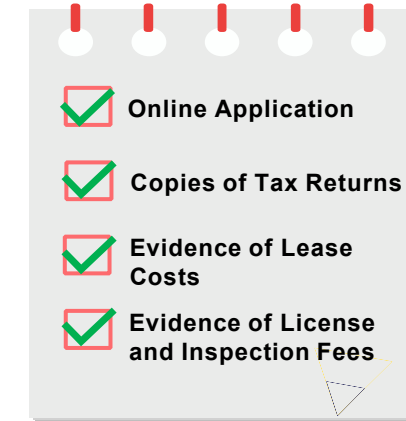 Online Application
Copies of Tax Returns
Evidence of Lease
Costs
Evidence of License
and Inspection Fees